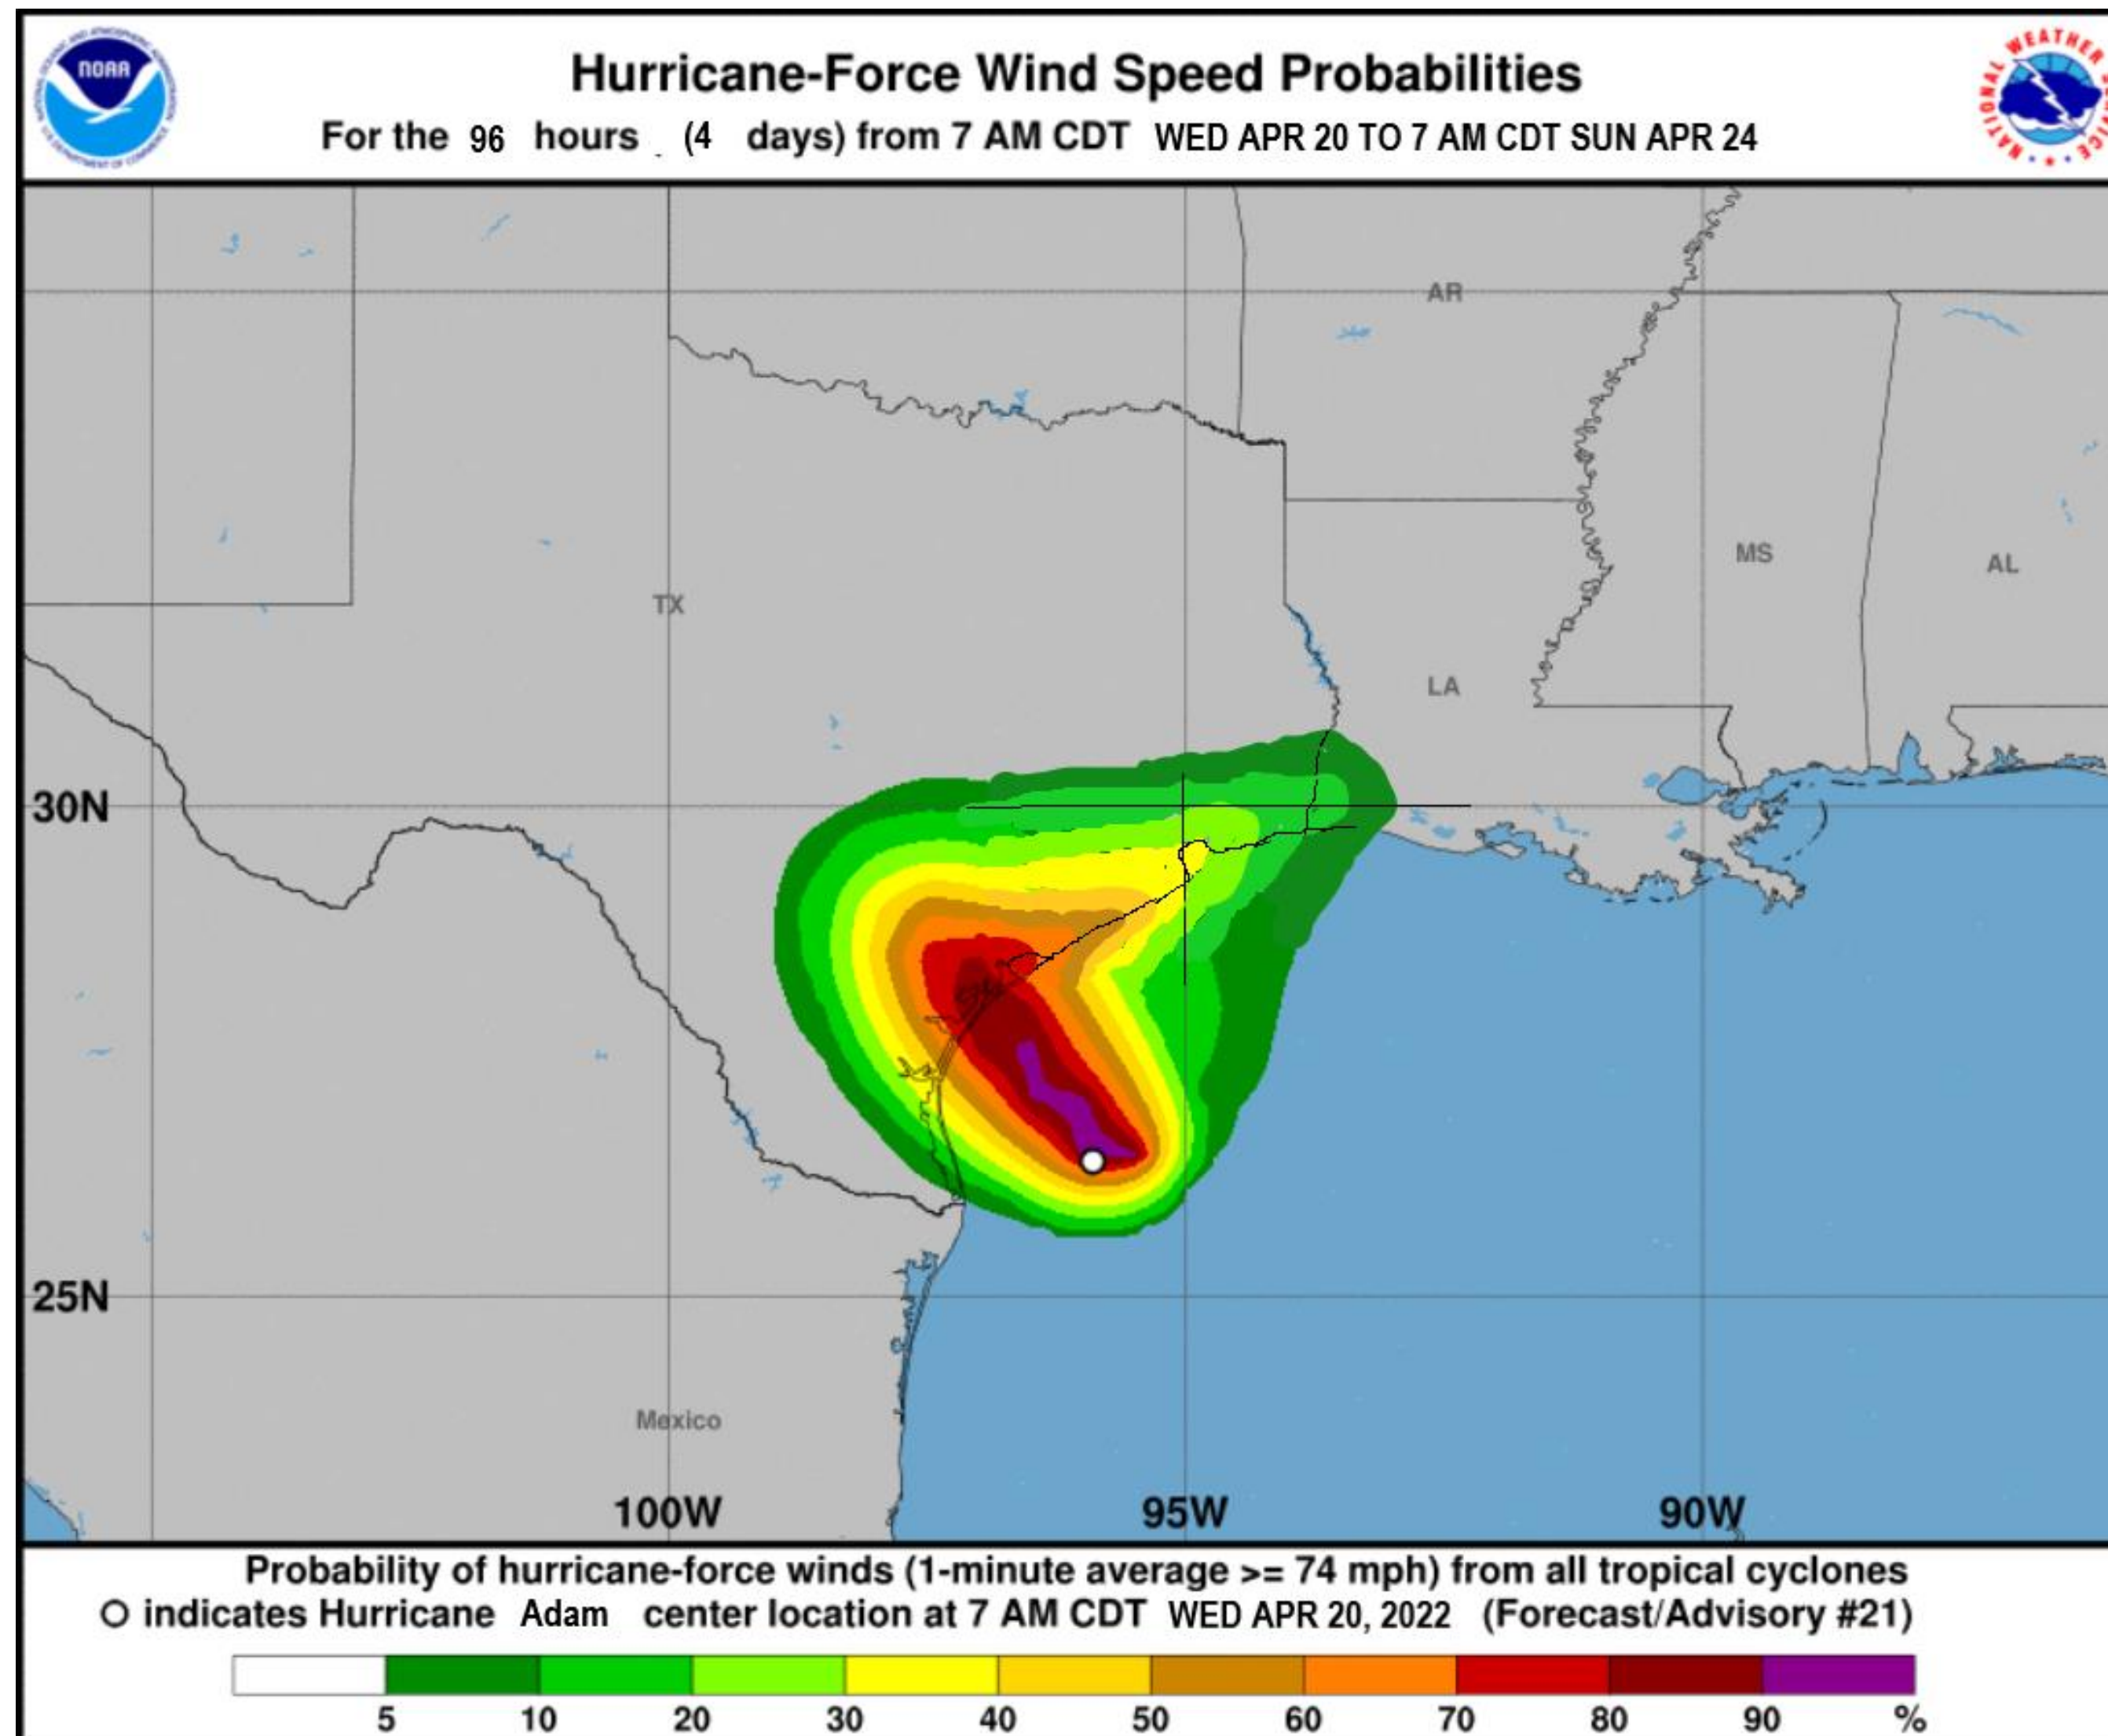 NOAA
Hurricane-Force Wind Speed Probabilities
For the 96 hours (4 days) from 7 AM CDT WED APR 20 TO 7 AM CDT SUN APR 24
NATIONAL WEATHER
AR
MS
AL
TX
LA
30N
25N
Mexico
100W 95W 90W
Probability of hurricane-force winds (1-minute average >= 74 mph) from all tropical cyclones
O indicates Hurricane Adam center location at 7 AM CDT WED APR 20, 2022 (Forecast/Advisory #21)
5 10 20 30 40 50 60 70 80 90 %